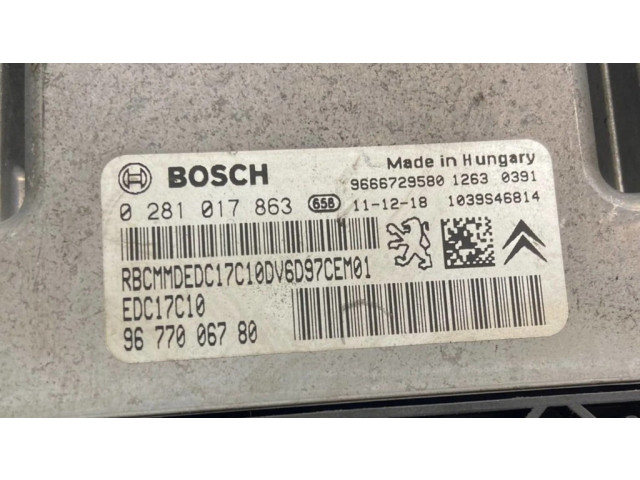 BOSCH
Made in Hungary
9666729580 1263 0391
0 281 017 863 656 11-12-18 1039S46814
RBCMMDEDC17C10DV6D97CEM01
EDC17C10
96 770 067 80